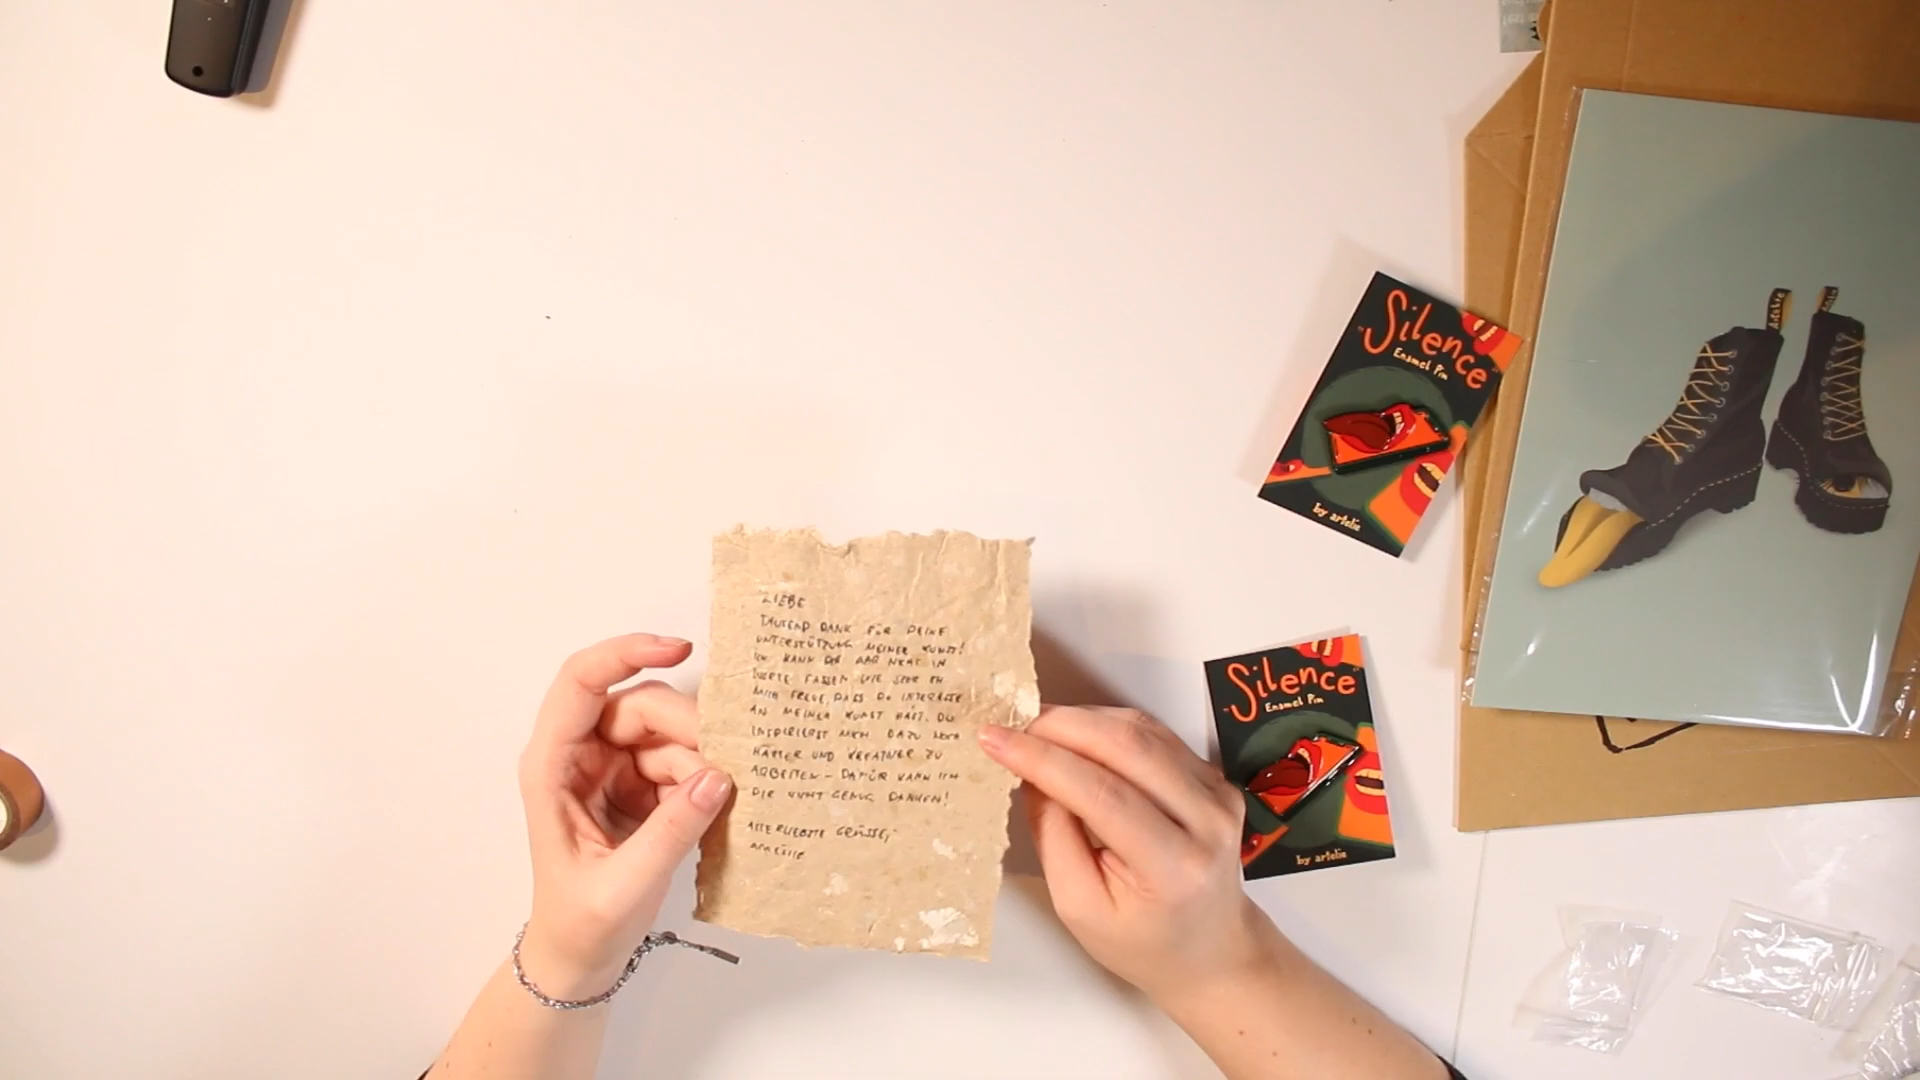 LIEBE
TAUSEND DANK FÜR DEINE
UNTERSTÜTZUNG MEINER KUNST!
ICH KANN DIR GAR NICHT IN
WORTE FASSEN WIE SEHR ICH
MICH FREUE, DASS DU INTERESSE
AN MEINER KUNST HAST. DU
INSPIRIERST MICH DAZU NOCH
HÄRTER UND KREATIVER ZU
ARBEITEN - DAFÜR KANN ICH
DIR NICHT GENUG DANKEN!
ALLERLIEBSTE GRÜSSE,
"Silence"
Enamel Pin
by artelie
"Silence"
Enamel Pin
by artelie